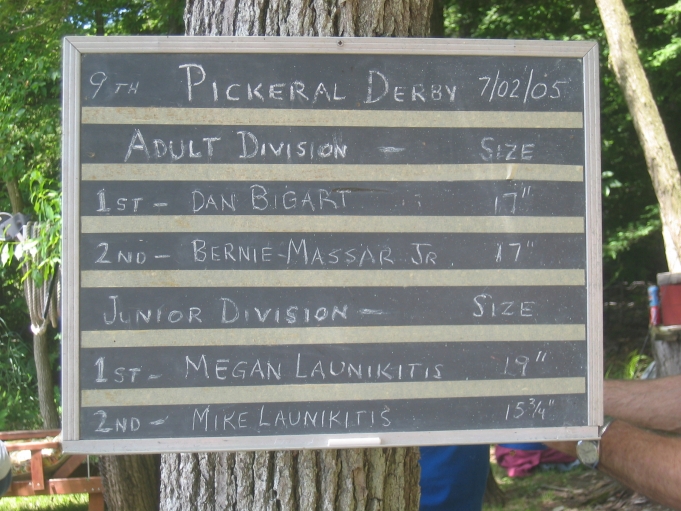 9TH PICKERAL DERBY 7/02/05
ADULT DIVISION - SIZE
1ST - DAN BIGART 17"
2ND - BERNIE MASSAR JR. 17"
JUNIOR DIVISION - SIZE
1ST - MEGAN LAUNIKITIS 19"
2ND - MIKE LAUNIKITIS 15 3/4"